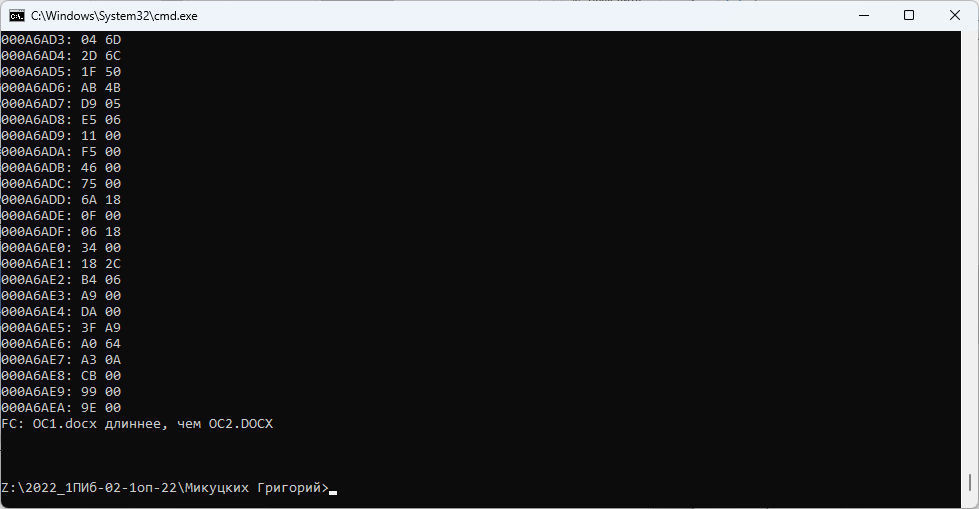 C:\Windows\System32\cmd.exe
000A6AD3: 04 6D
000A6AD4: 2D 6C
000A6AD5: 1F 50
000A6AD6: AB 4B
000A6AD7: D9 05
000A6AD8: E5 06
000A6AD9: 11 00
000A6ADA: F5 00
000A6ADB: 46 00
000A6ADC: 75 00
000A6ADD: 6A 18
000A6ADE: 0F 00
000A6ADF: 06 18
000A6AE0: 34 00
000A6AE1: 18 2C
000A6AE2: B4 06
000A6AE3: A9 00
000A6AE4: DA 00
000A6AE5: 3F A9
000A6AE6: A0 64
000A6AE7: A3 0A
000A6AE8: CB 00
000A6AE9: 99 00
000A6AEA: 9E 00
FC: ОС1.docx длиннее, чем ОС2.DOCX
Z:\2022_1ПИб-02-1оп-22\Микуцких Григорий>